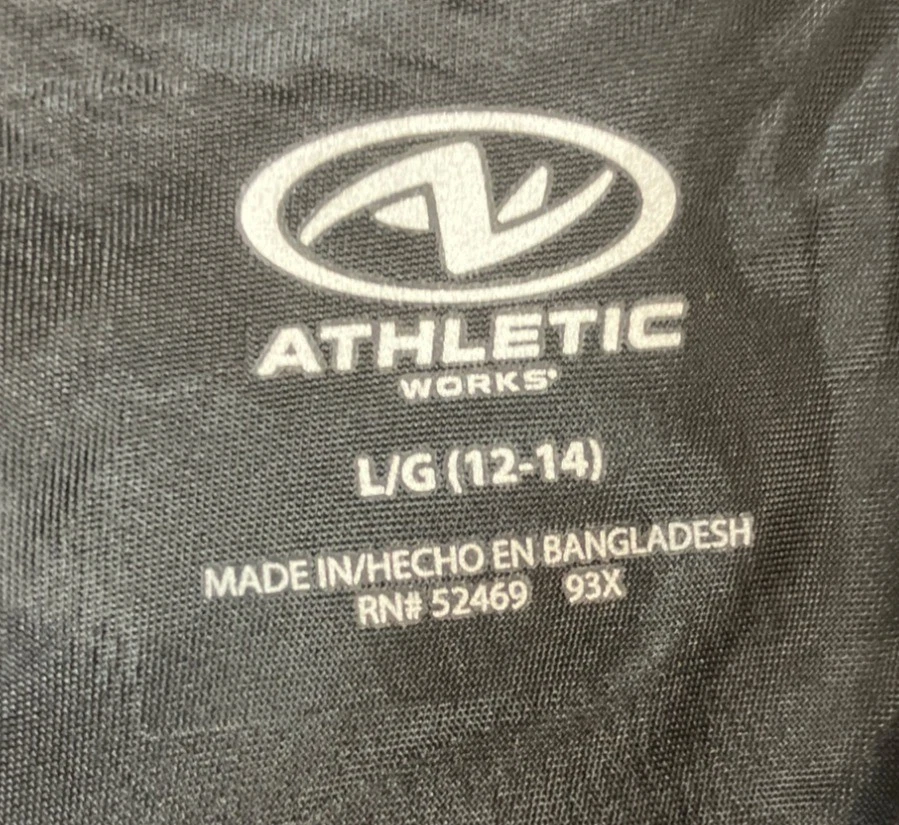 ATHLETIC
WORKS®
L/G (12-14)
MADE IN/HECHO EN BANGLADESH
RN# 52469 93X